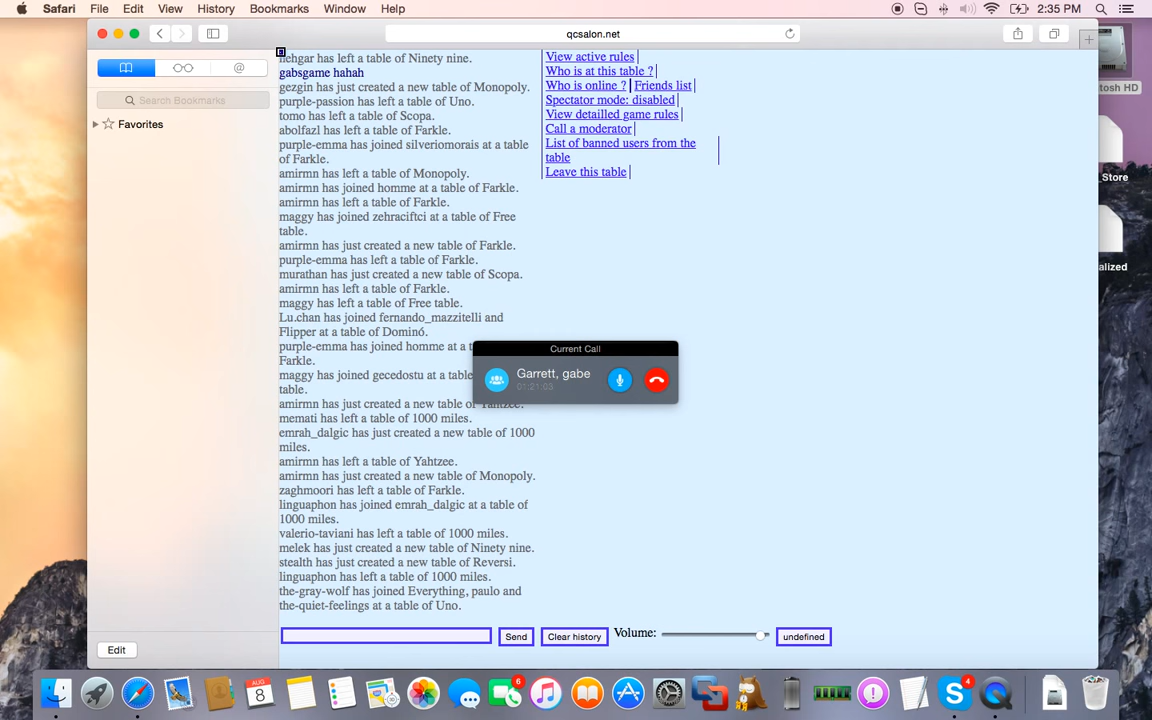 Safari File Edit View History Bookmarks Window Help 2:35 PM
qcsalon.net
Search Bookmarks
Favorites
Edit
nehgar has left a table of Ninety nine.
gabsgame hahah
gezgin has just created a new table of Monopoly.
purple-passion has left a table of Uno.
tomo has left a table of Scopa.
abolfazl has left a table of Farkle.
purple-emma has joined silveriomorais at a table
of Farkle.
amirmn has left a table of Monopoly.
amirmn has joined homme at a table of Farkle.
amirmn has left a table of Farkle.
maggy has joined zehraciftci at a table of Free
table.
amirmn has just created a new table of Farkle.
purple-emma has left a table of Farkle.
murathan has just created a new table of Scopa.
amirmn has left a table of Farkle.
maggy has left a table of Free table.
Lu.chan has joined fernando_mazzitelli and
Flipper at a table of Dominó.
purple-emma has joined homme at a t
Farkle.
maggy has joined gecedostu at a table
table.
amirmn has just created a new table of Yahtzee.
memati has left a table of 1000 miles.
emrah_dalgic has just created a new table of 1000
miles.
amirmn has left a table of Yahtzee.
amirmn has just created a new table of Monopoly.
zaghmoori has left a table of Farkle.
linguaphon has joined emrah_dalgic at a table of
1000 miles.
valerio-taviani has left a table of 1000 miles.
melek has just created a new table of Ninety nine.
stealth has just created a new table of Reversi.
linguaphon has left a table of 1000 miles.
the-gray-wolf has joined Everything, paulo and
the-quiet-feelings at a table of Uno.
View active rules
Who is at this table ?
Who is online ? Friends list
Spectator mode: disabled
View detailled game rules
Call a moderator
List of banned users from the
table
Leave this table
Current Call
Garrett, gabe
01:21:03
Send Clear history Volume: undefined
tosh HD
_Store
alized
AUG
8
6
4